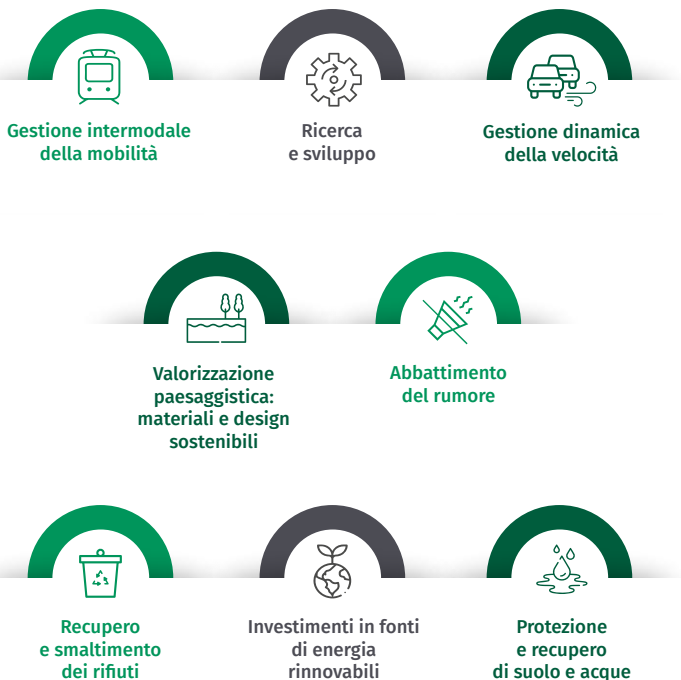 Gestione intermodale
della mobilità
Ricerca
e sviluppo
Gestione dinamica
della velocità
Valorizzazione
paesaggistica:
materiali e design
sostenibili
Abbattimento
del rumore
Recupero
e smaltimento
dei rifiuti
Investimenti in fonti
di energia
rinnovabili
Protezione
e recupero
di suolo e acque